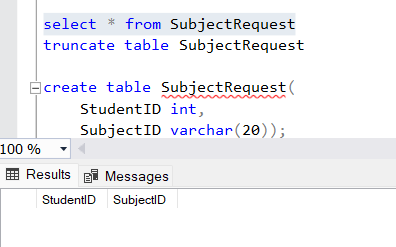 select * from SubjectRequest
truncate table SubjectRequest
create table SubjectRequest(
StudentID int,
SubjectID varchar(20));
100 %
Results Messages
StudentID SubjectID